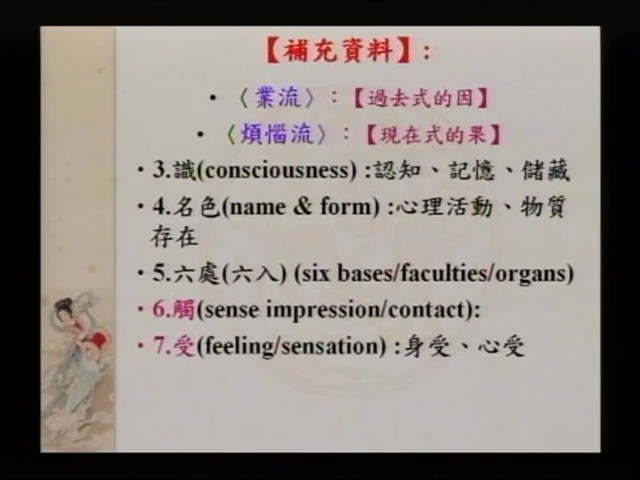 【補充資料】:
•〈業流〉：【過去式的因】
•〈煩惱流〉：【現在式的果】
• 3.識(consciousness) :認知、記憶、儲藏
• 4.名色(name & form) :心理活動、物質
存在
• 5.六處(六入) (six bases/faculties/organs)
• 6.觸(sense impression/contact):
• 7.受(feeling/sensation) :身受、心受